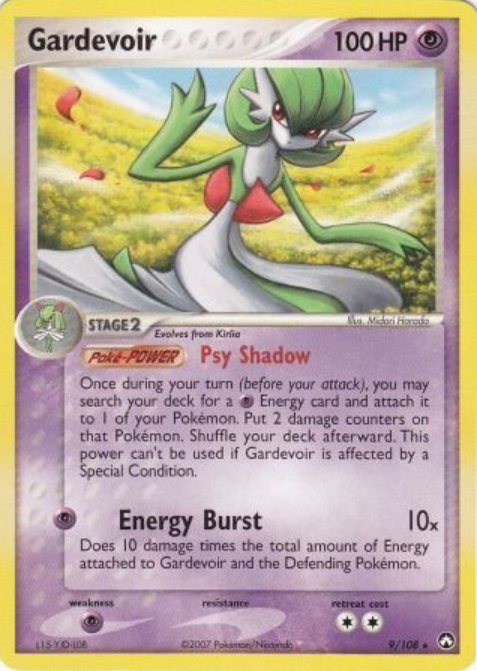 Gardevoir 100 HP
Illus. Midori Harada
STAGE 2
Evolves from Kirlia
Poké-POWER Psy Shadow
Once during your turn (before your attack), you may
search your deck for a Energy card and attach it
to 1 of your Pokémon. Put 2 damage counters on
that Pokémon. Shuffle your deck afterward. This
power can't be used if Gardevoir is affected by a
Special Condition.
Energy Burst 10x
Does 10 damage times the total amount of Energy
attached to Gardevoir and the Defending Pokémon.
weakness resistance retreat cost
©2007 Pokémon/Nintendo 9/108 ★